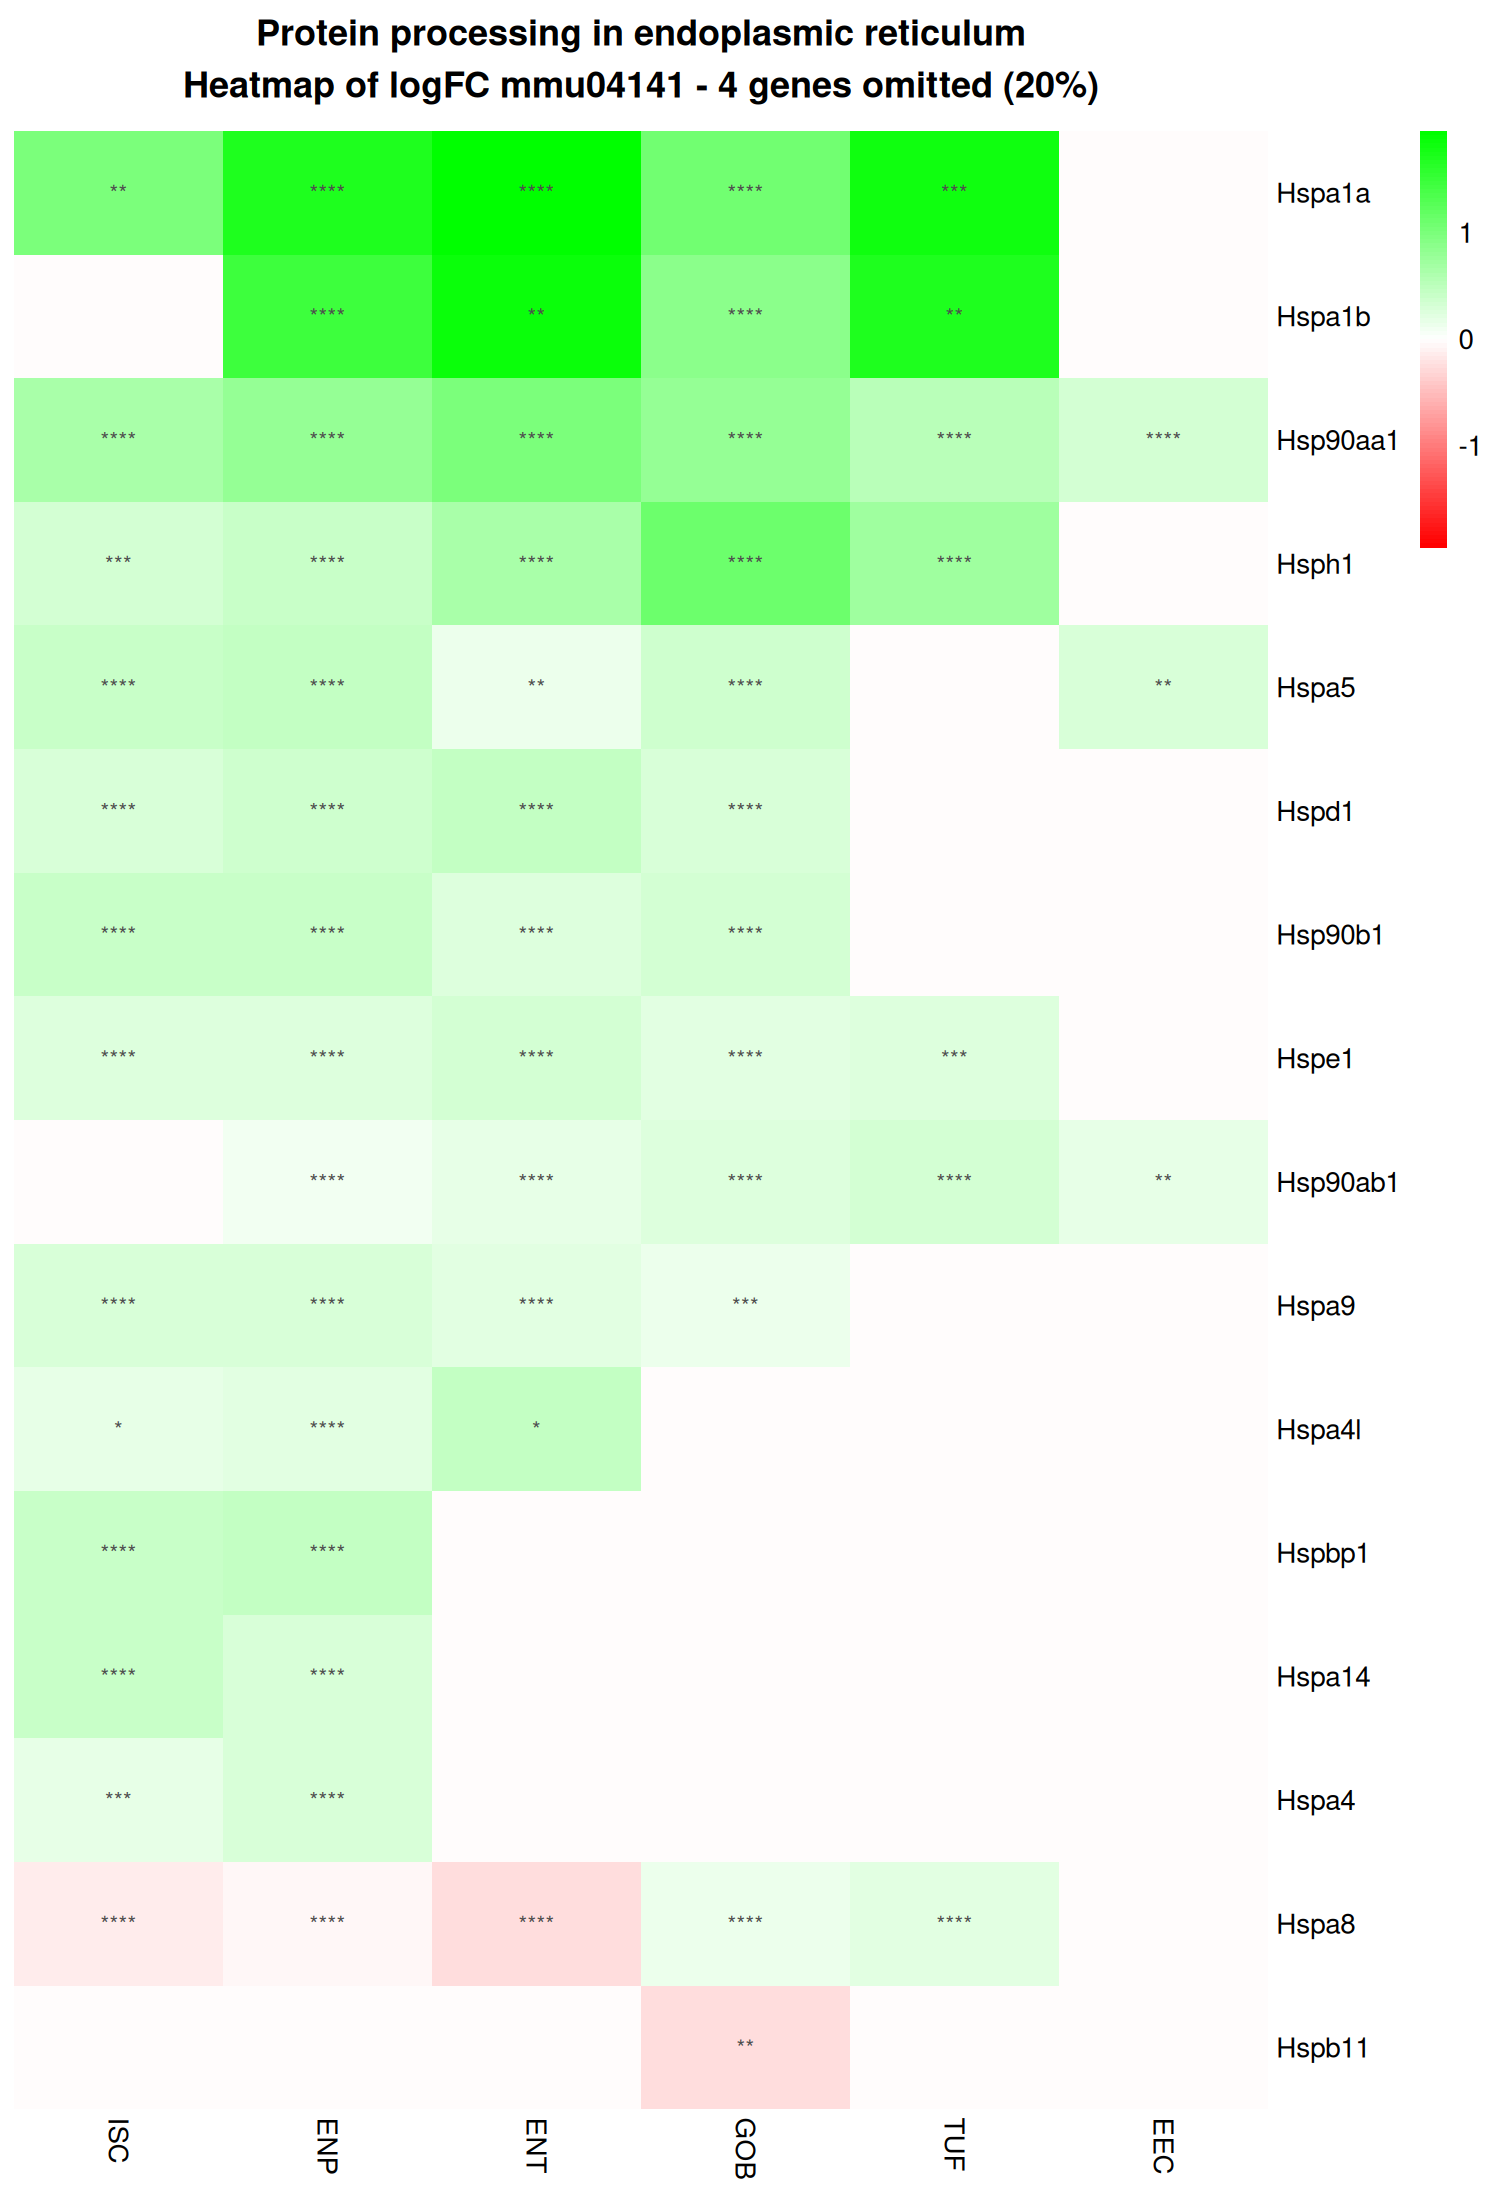 Protein processing in endoplasmic reticulum
Heatmap of logFC mmu04141 - 4 genes omitted (20%)
** **** **** **** *** Hspa1a
1
**** ** **** ** Hspa1b
0
**** **** **** **** **** **** Hsp90aa1
-1
*** **** **** **** **** Hsph1
**** **** ** **** ** Hspa5
**** **** **** **** Hspd1
**** **** **** **** Hsp90b1
**** **** **** **** *** Hspe1
**** **** **** **** ** Hsp90ab1
**** **** **** *** Hspa9
* **** * Hspa4l
**** **** Hspbp1
**** **** Hspa14
*** **** Hspa4
**** **** **** **** **** Hspa8
** Hspb11
ISC ENP ENT GOB TUF EEC